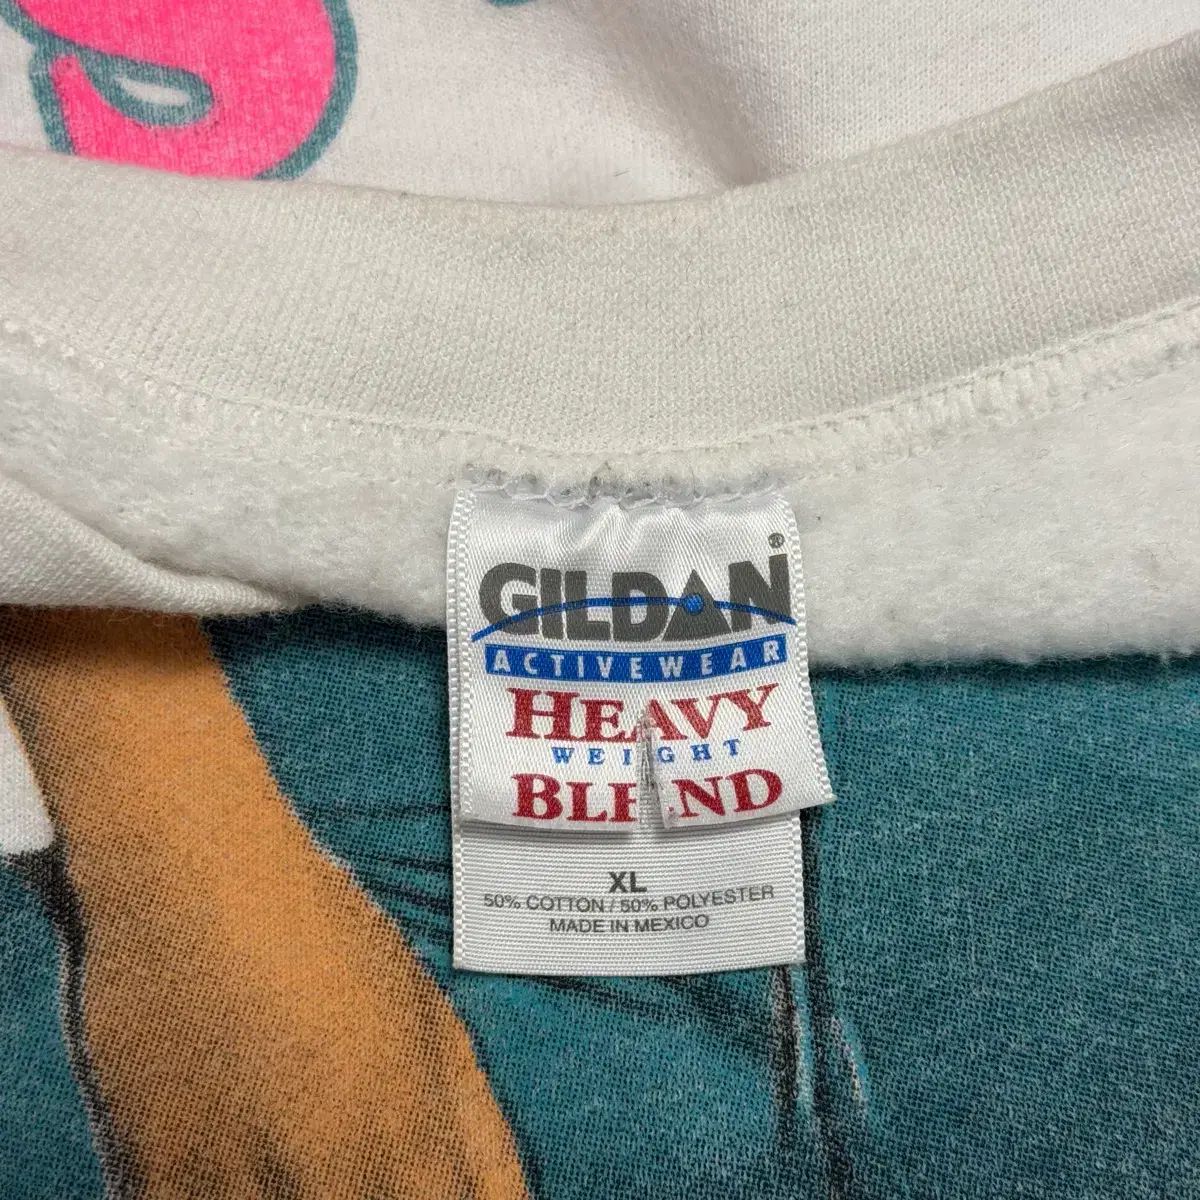 GILDAN®
ACTIVEWEAR
HEAVY
WEIGHT
BLEND
XL
50% COTTON / 50% POLYESTER
MADE IN MEXICO